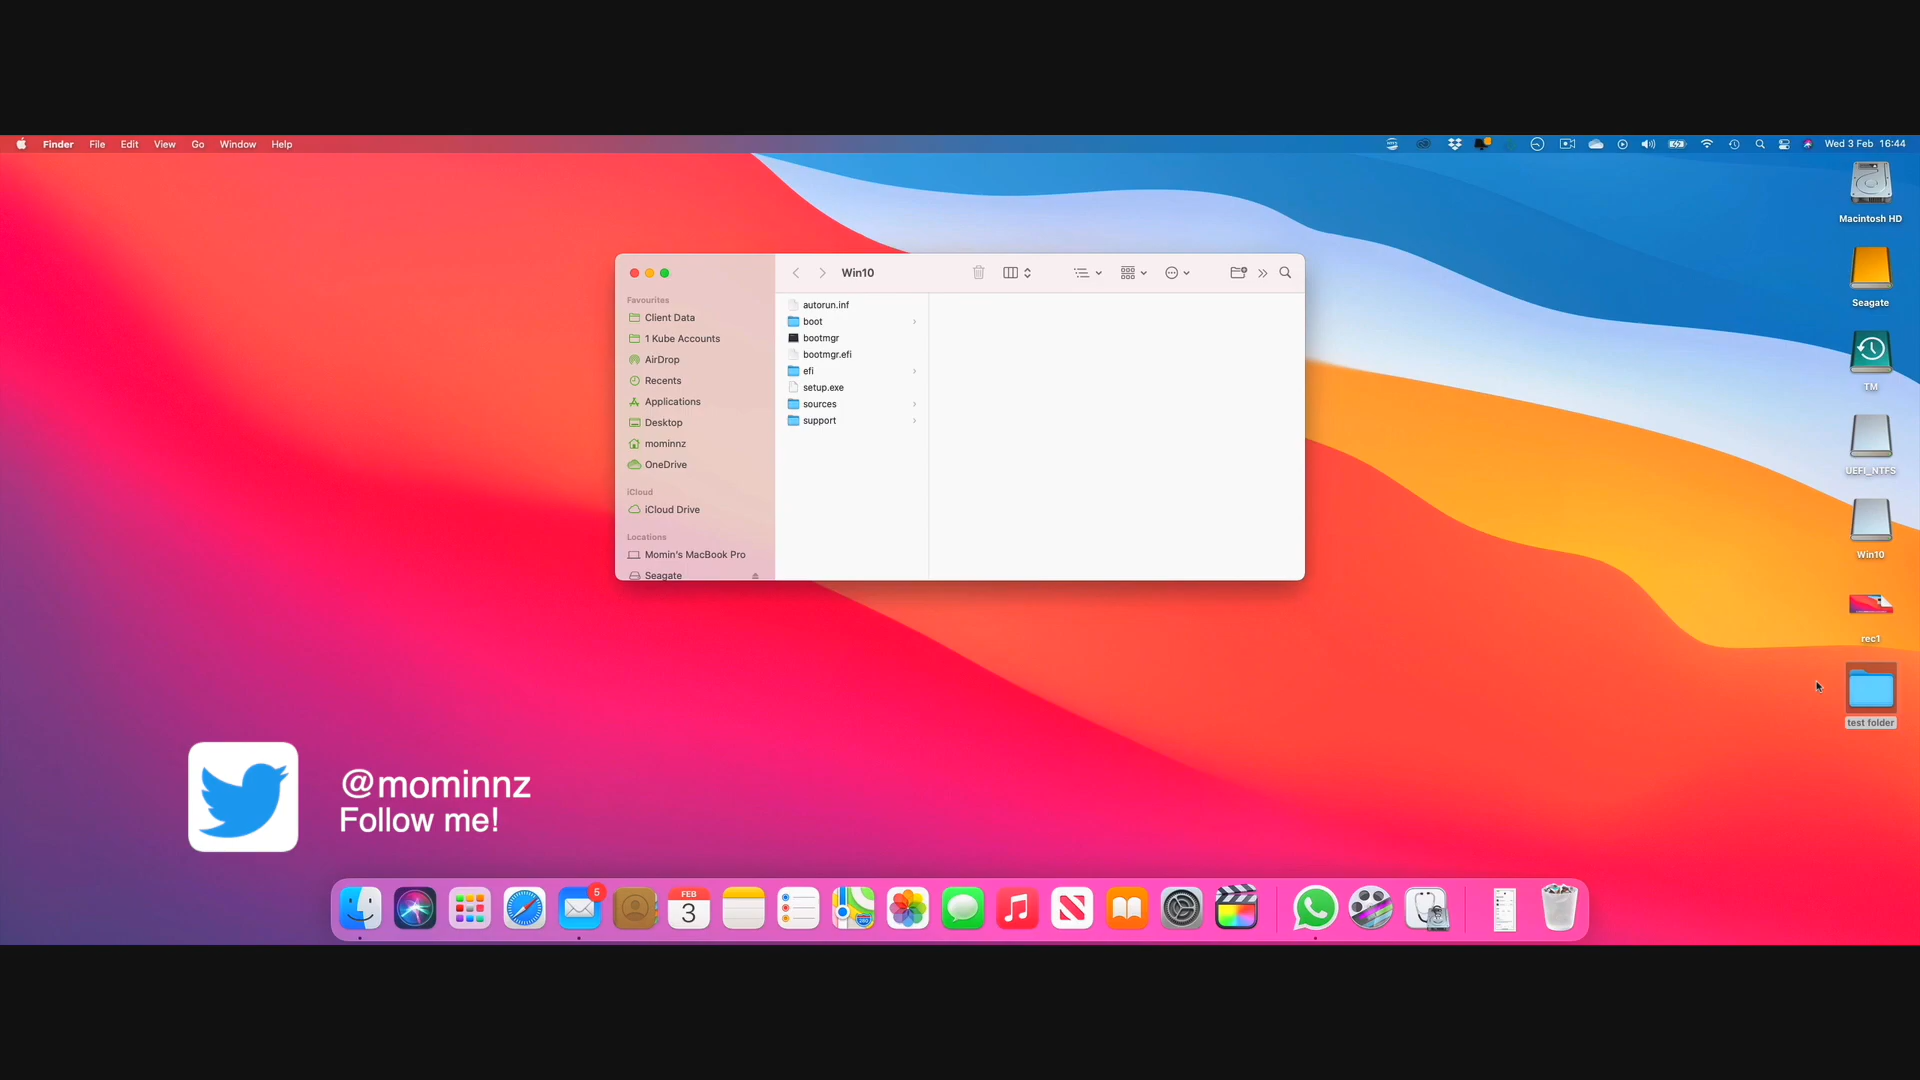 Finder File Edit View Go Window Help
Wed 3 Feb 16:44
Macintosh HD
Seagate
TM
UEFI_NTFS
Win10
rec1
test folder
Win10
Favourites
Client Data
1 Kube Accounts
AirDrop
Recents
Applications
Desktop
mominnz
OneDrive
iCloud
iCloud Drive
Locations
Momin's MacBook Pro
Seagate
autorun.inf
boot
bootmgr
bootmgr.efi
efi
setup.exe
sources
support
@mominnz
Follow me!
5
FEB
3